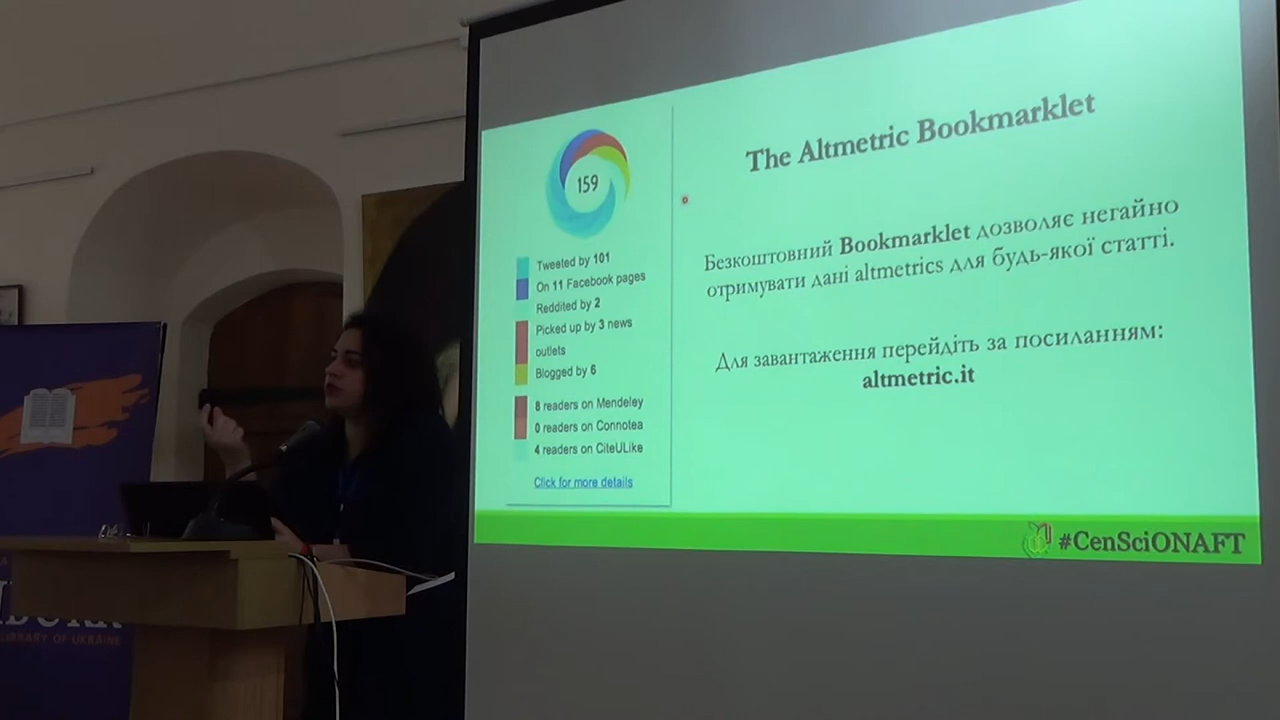 The Altmetric Bookmarklet
159
Tweeted by 101
On 11 Facebook pages
Reddited by 2
Picked up by 3 news
outlets
Blogged by 6
8 readers on Mendeley
0 readers on Connotea
4 readers on CiteULike
Click for more details
Безкоштовний Bookmarklet дозволяє негайно
отримувати дані altmetrics для будь-якої статті.
Для завантаження перейдіть за посиланням:
altmetric.it
#CenSciONAFT
LIBRARY OF UKRAINE